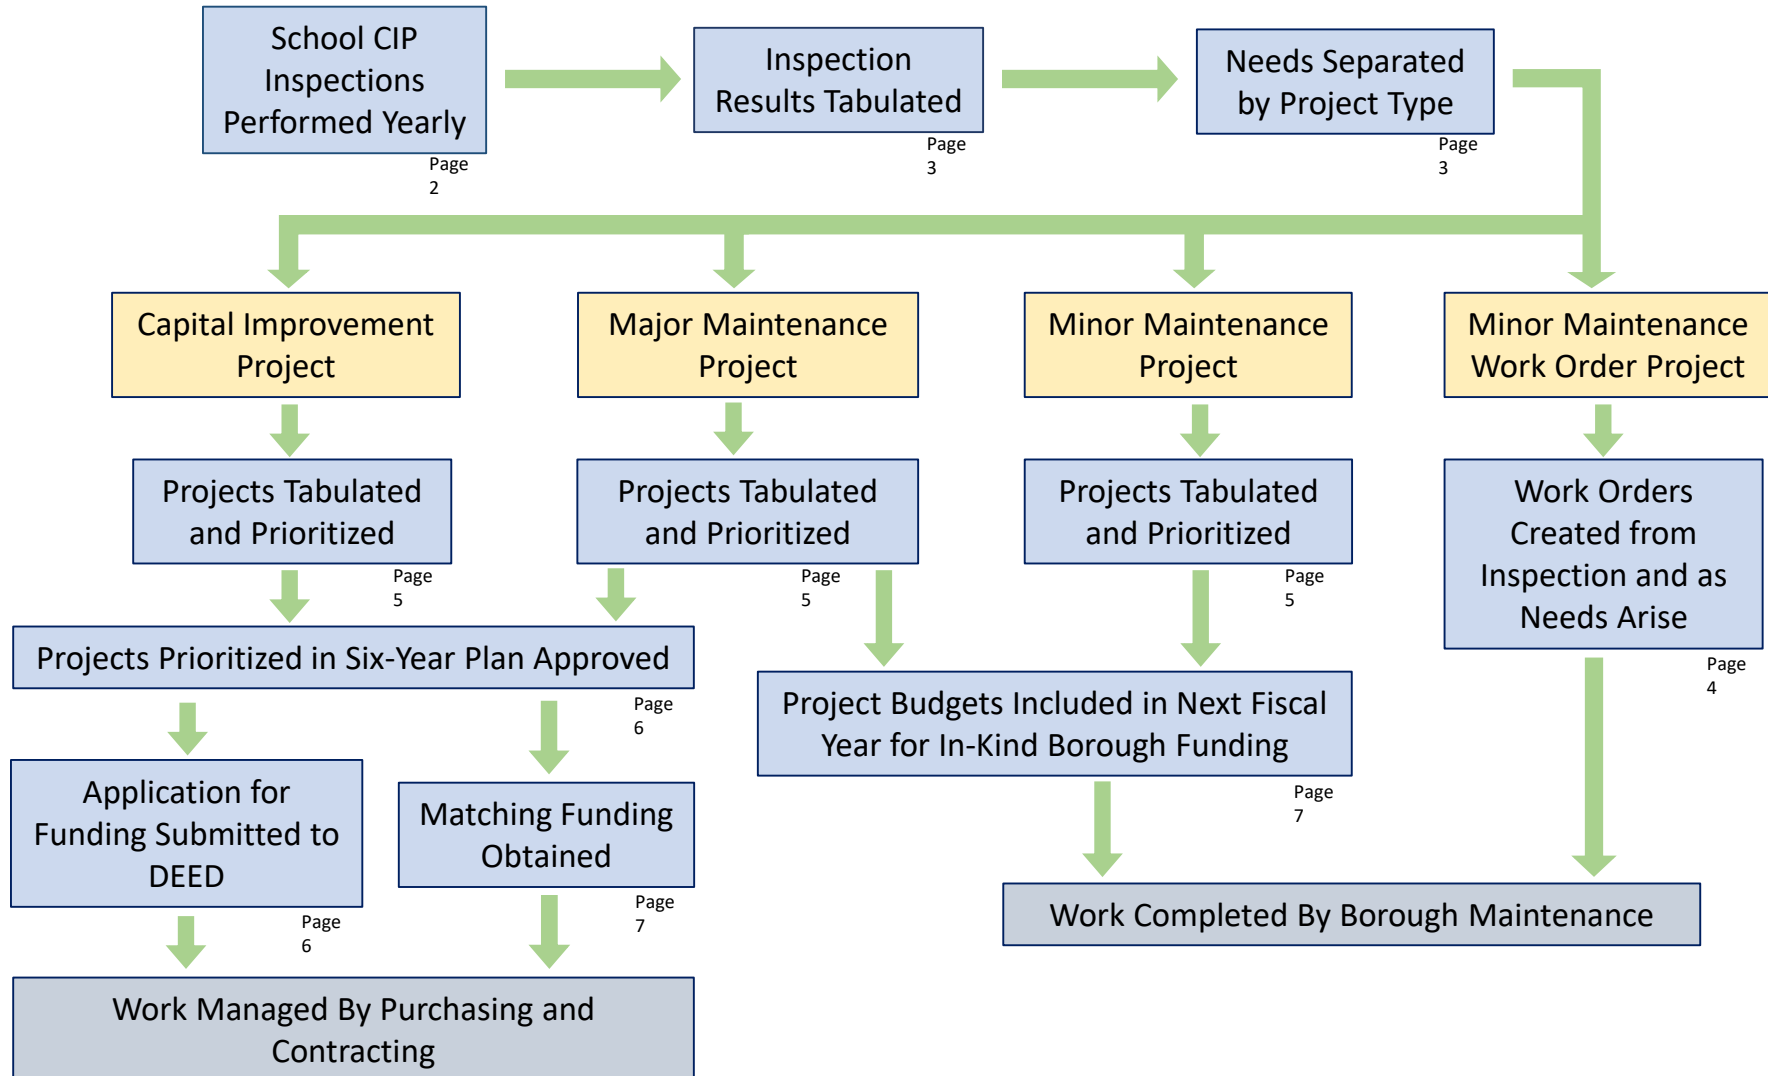 School CIP
Inspections
Performed Yearly
Page
2
Inspection
Results Tabulated
Page
3
Needs Separated
by Project Type
Page
3
Capital Improvement
Project
Major Maintenance
Project
Minor Maintenance
Project
Minor Maintenance
Work Order Project
Projects Tabulated
and Prioritized
Page
5
Projects Tabulated
and Prioritized
Page
5
Projects Tabulated
and Prioritized
Page
5
Work Orders
Created from
Inspection and as
Needs Arise
Page
4
Projects Prioritized in Six-Year Plan Approved
Page
6
Project Budgets Included in Next Fiscal
Year for In-Kind Borough Funding
Page
7
Application for
Funding Submitted to
DEED
Page
6
Matching Funding
Obtained
Page
7
Work Completed By Borough Maintenance
Work Managed By Purchasing and
Contracting